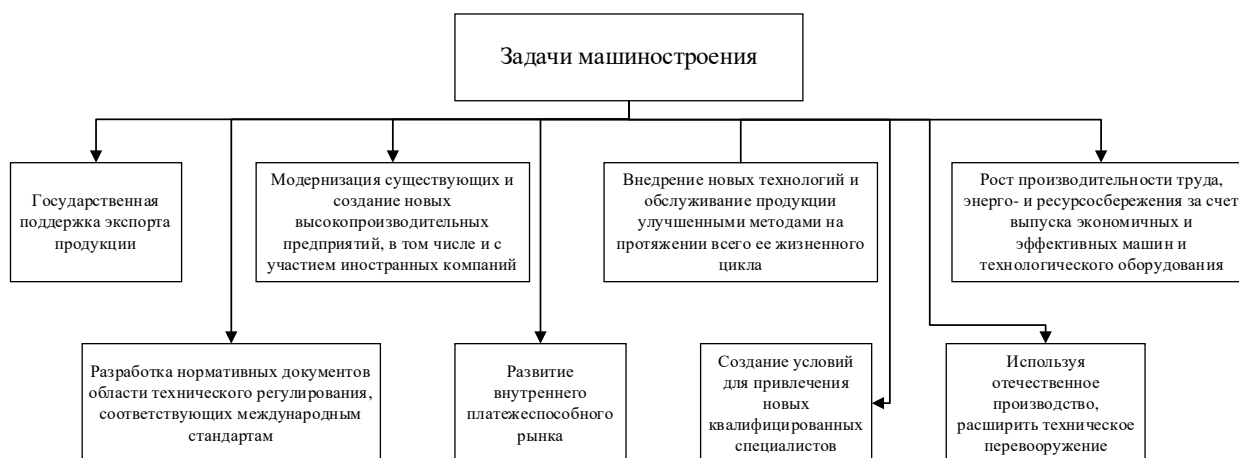 Задачи машиностроения
Государственная
поддержка экспорта
продукции
Модернизация существующих и
создание новых
высокопроизводительных
предприятий, в том числе и с
участием иностранных компаний
Внедрение новых технологий и
обслуживание продукции
улучшенными методами на
протяжении всего ее жизненного
цикла
Рост производительности труда,
энерго- и ресурсосбережения за счет
выпуска экономичных и
эффективных машин и
технологического оборудования
Разработка нормативных документов
области технического регулирования,
соответствующих международным
стандартам
Развитие
внутреннего
платежеспособного
рынка
Создание условий
для привлечения
новых
квалифицированных
специалистов
Используя
отечественное
производство,
расширить техническое
перевооружение